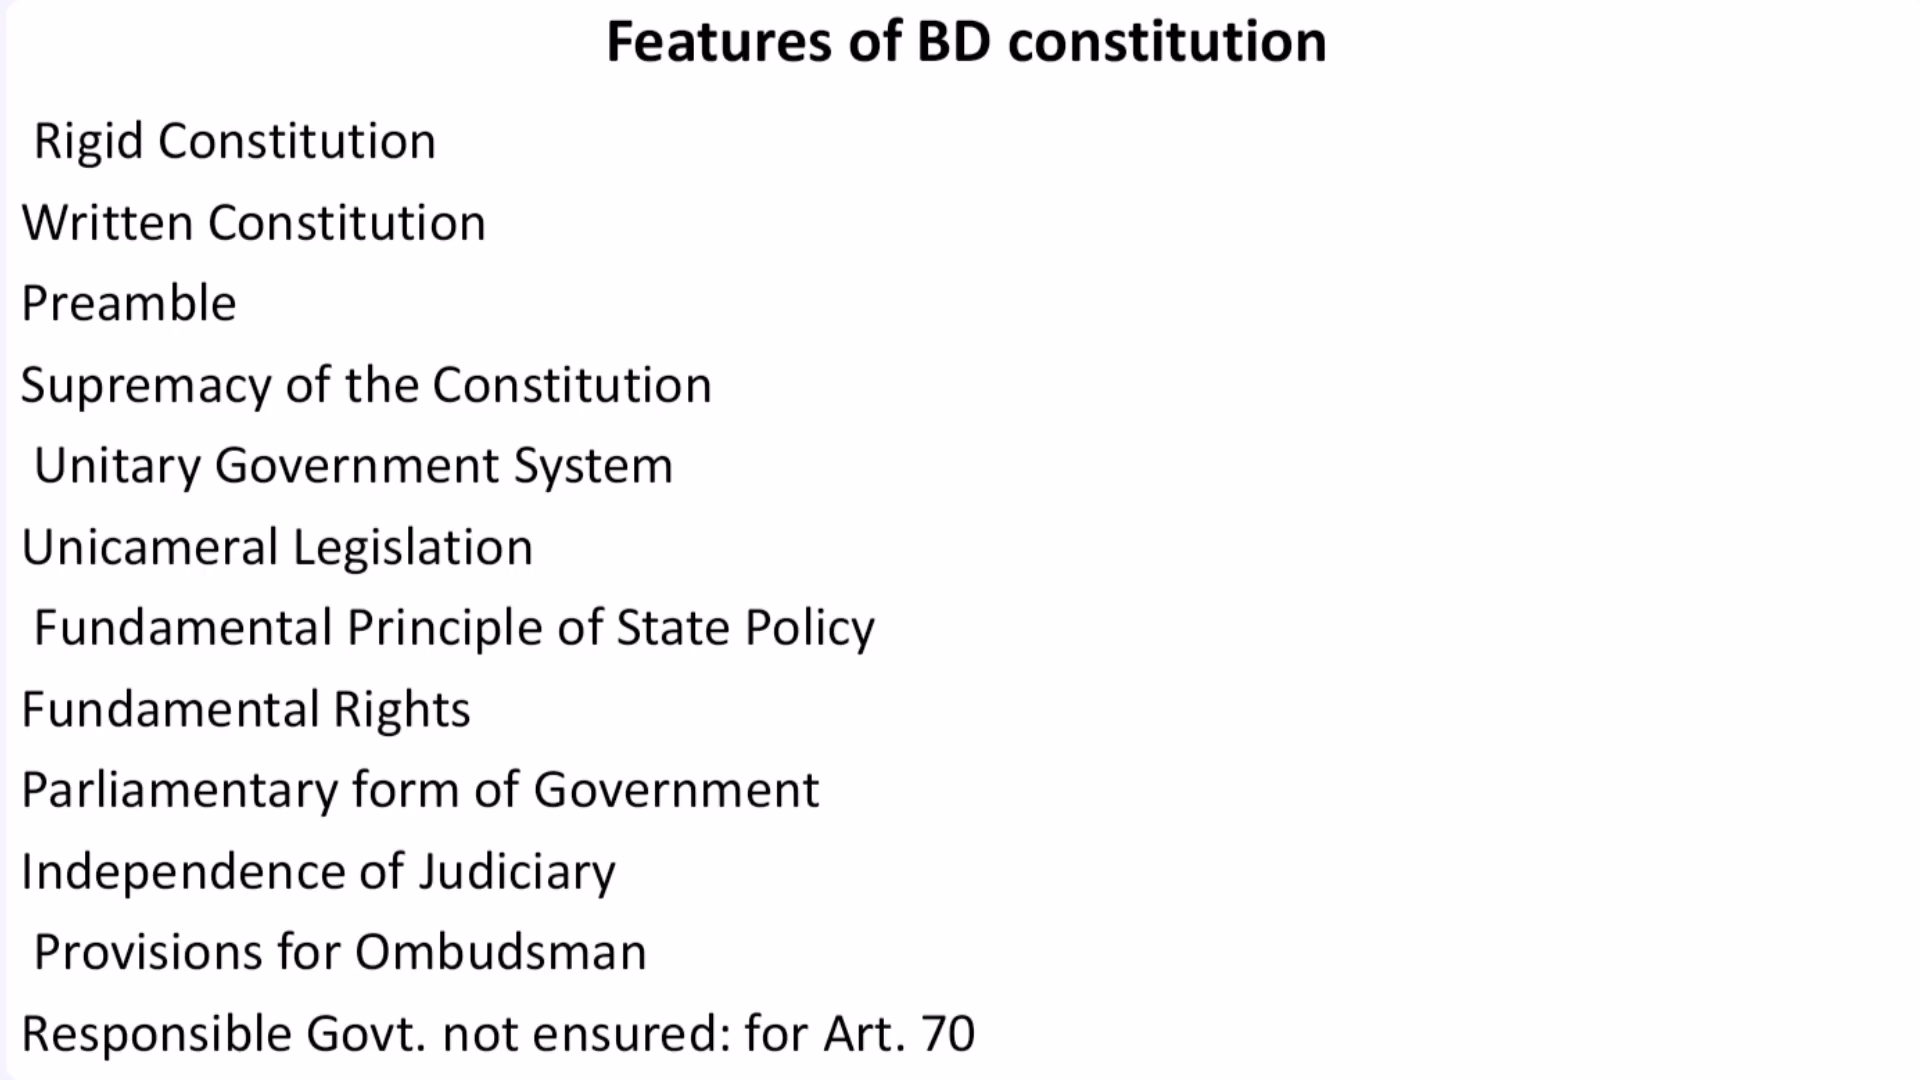 Features of BD constitution
Rigid Constitution
Written Constitution
Preamble
Supremacy of the Constitution
Unitary Government System
Unicameral Legislation
Fundamental Principle of State Policy
Fundamental Rights
Parliamentary form of Government
Independence of Judiciary
Provisions for Ombudsman
Responsible Govt. not ensured: for Art. 70